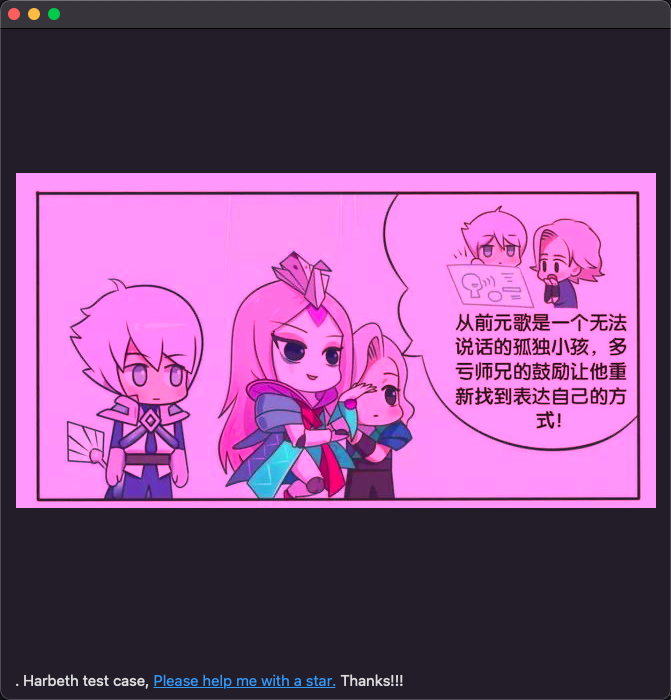 从前元歌是一个无法
说话的孤独小孩，多
亏师兄的鼓励让他重
新找到表达自己的方
式！
. Harbeth test case, Please help me with a star. Thanks!!!